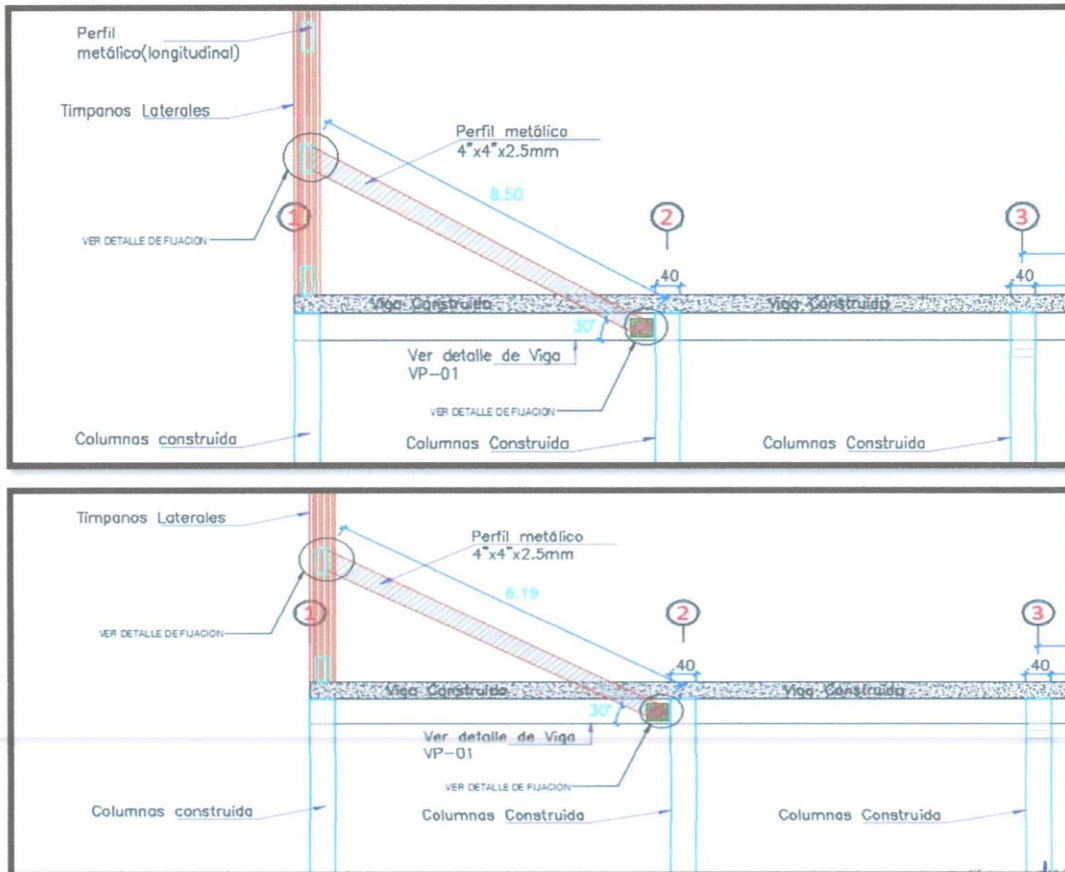 Perfil
metálico(longitudinal)
Timpanos Laterales
Perfil metálico
4"x4"x2.5mm
8.50
1
2
3
VER DETALLE DE FIJACION
40
40
Viga Construida
Viga Construida
30°
Ver detalle de Viga
VP-01
VER DETALLE DE FIJACION
Columnas construida
Columnas Construida
Columnas Construida
Timpanos Laterales
Perfil metálico
4"x4"x2.5mm
6.19
1
2
3
VER DETALLE DE FIJACION
40
40
Viga Construida
Viga Construida
30°
Ver detalle de Viga
VP-01
VER DETALLE DE FIJACION
Columnas construida
Columnas Construida
Columnas Construida